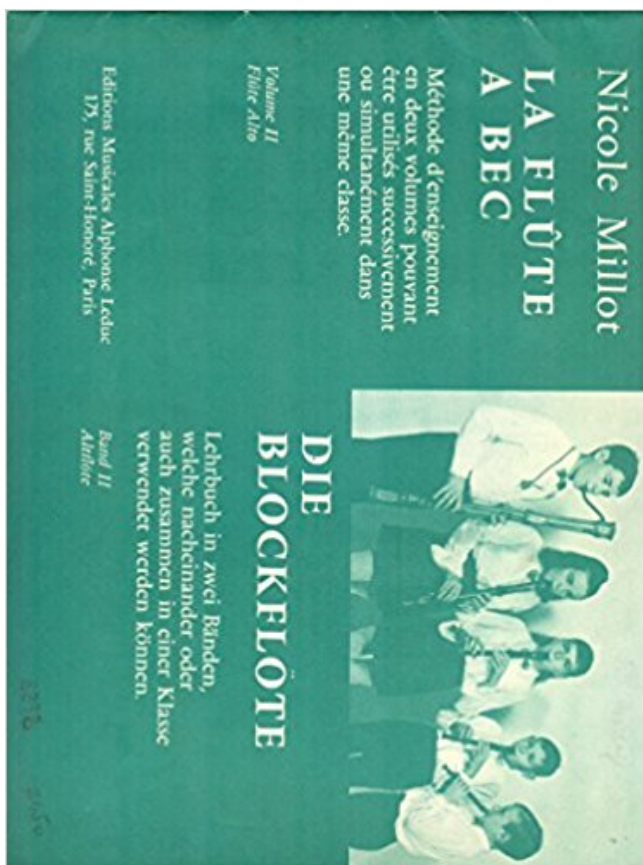 Nicole Millot
LA FLÛTE
A BEC
Méthode d'enseignement
en deux volumes pouvant
être utilisés successivement
ou simultanément dans
une même classe.
Volume II
Flûte Alto
Editions Musicales Alphonse Leduc
175, rue Saint-Honoré, Paris
DIE
BLOCKFLÖTE
Lehrbuch in zwei Bänden,
welche nacheinander oder
auch zusammen in einer Klasse
verwendet werden können.
Band II
Altflöte